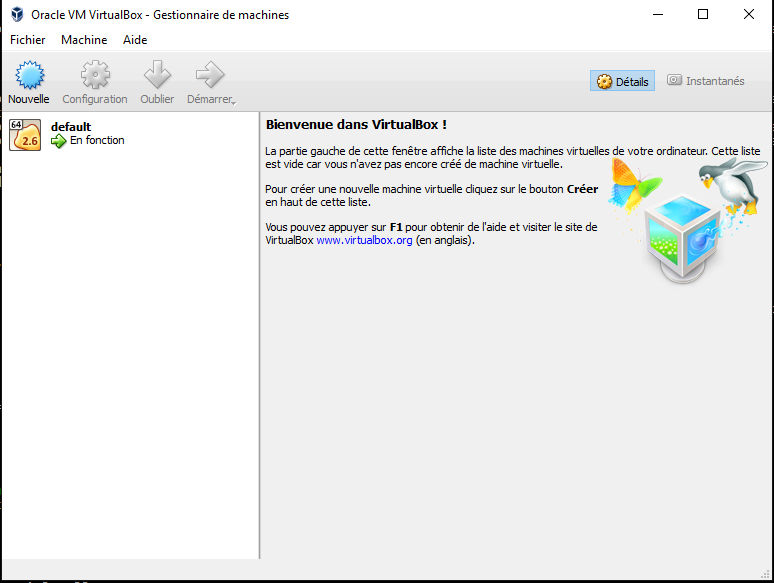 Oracle VM VirtualBox - Gestionnaire de machines
Fichier Machine Aide
Nouvelle Configuration Oublier Démarrer
Détails Instantanés
64
2.6
default
En fonction
Bienvenue dans VirtualBox !
La partie gauche de cette fenêtre affiche la liste des machines virtuelles de votre ordinateur. Cette liste
est vide car vous n'avez pas encore créé de machine virtuelle.
Pour créer une nouvelle machine virtuelle cliquez sur le bouton Créer
en haut de cette liste.
Vous pouvez appuyer sur F1 pour obtenir de l'aide et visiter le site de
VirtualBox www.virtualbox.org (en anglais).